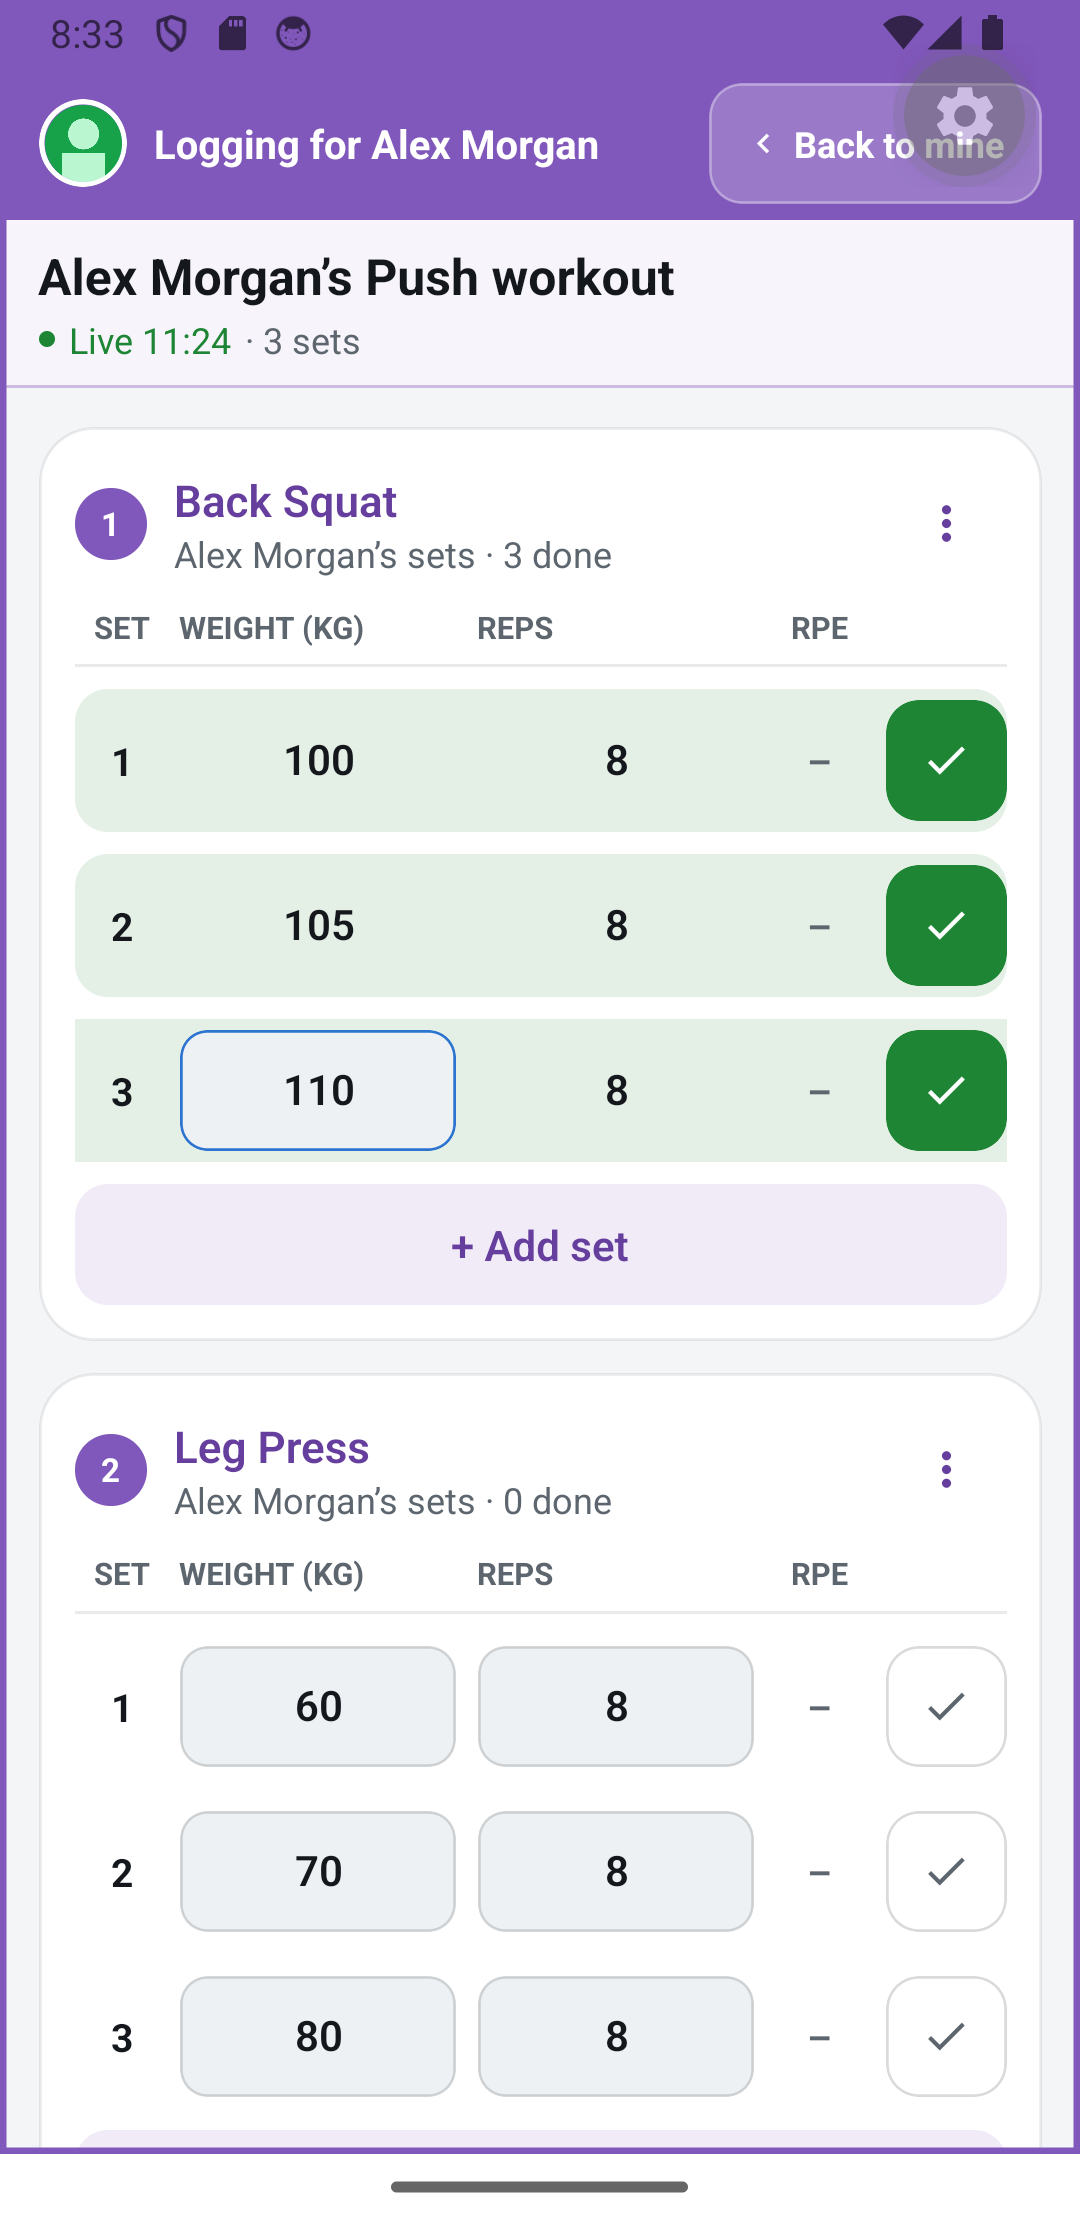 8:33
Logging for Alex Morgan
Back to mine
Alex Morgan’s Push workout
Live 11:24 · 3 sets
1
Back Squat
Alex Morgan’s sets · 3 done
SET WEIGHT (KG) REPS RPE
1 100 8 –
2 105 8 –
3 110 8 –
+ Add set
2
Leg Press
Alex Morgan’s sets · 0 done
SET WEIGHT (KG) REPS RPE
1 60 8 –
2 70 8 –
3 80 8 –